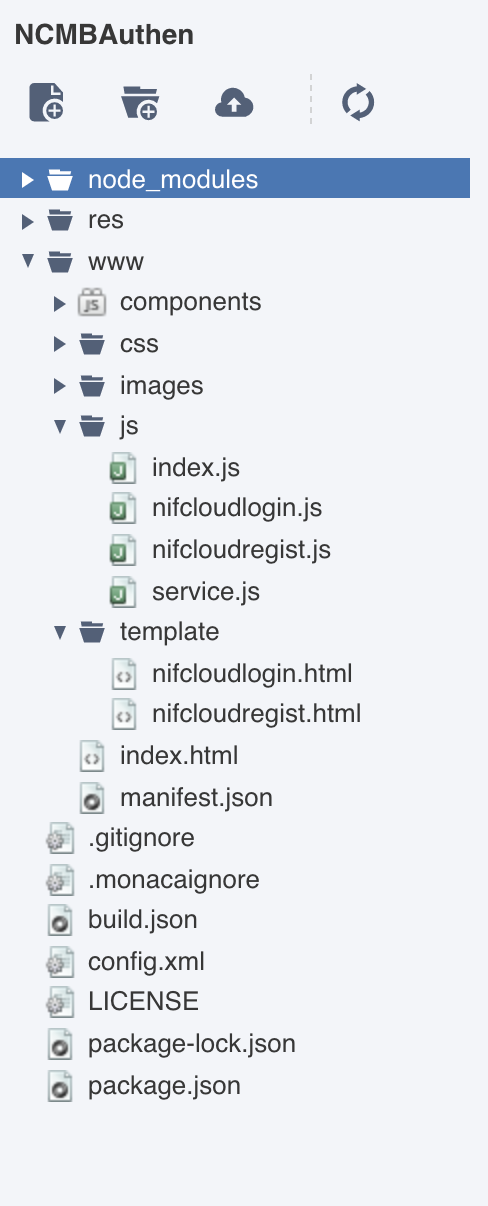 NCMBAuthen
node_modules
res
www
components
css
images
js
index.js
nifcloudlogin.js
nifcloudregist.js
service.js
template
nifcloudlogin.html
nifcloudregist.html
index.html
manifest.json
.gitignore
.monacaignore
build.json
config.xml
LICENSE
package-lock.json
package.json